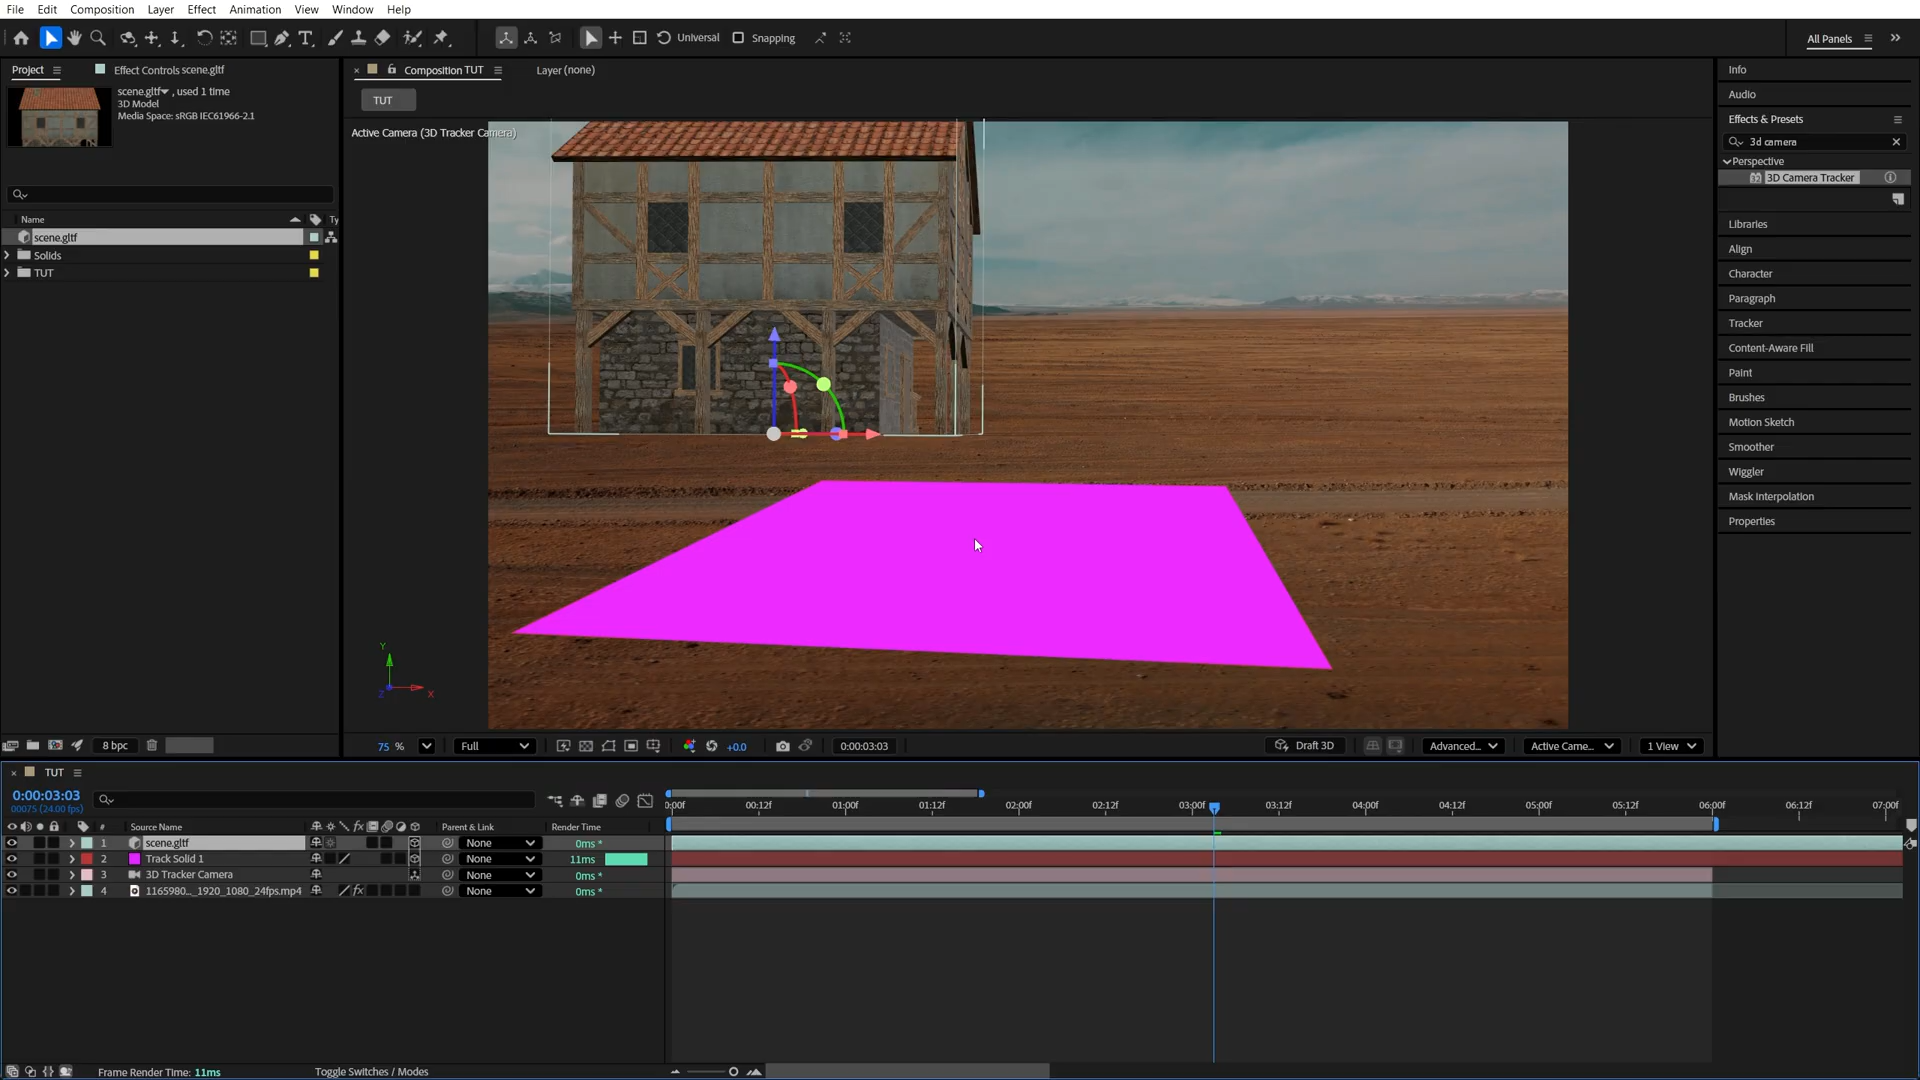 File Edit Composition Layer Effect Animation View Window Help
Universal Snapping All Panels
Project Effect Controls scene.gltf
scene.gltf , used 1 time
3D Model
Media Space: sRGB IEC61966-2.1
Name Ty
scene.gltf
Solids
TUT
8 bpc
Composition TUT Layer (none)
TUT
Active Camera (3D Tracker Camera)
Y
Z X
75 % Full +0.0 0:00:03:03 Draft 3D Advanced... Active Came... 1 View
Info
Audio
Effects & Presets
3d camera
Perspective
32 3D Camera Tracker
Libraries
Align
Character
Paragraph
Tracker
Content-Aware Fill
Paint
Brushes
Motion Sketch
Smoother
Wiggler
Mask Interpolation
Properties
TUT
0:00:03:03
00075 (24.00 fps)
0:00f 00:12f 01:00f 01:12f 02:00f 02:12f 03:00f 03:12f 04:00f 04:12f 05:00f 05:12f 06:00f 06:12f 07:00f
# Source Name fx Parent & Link Render Time
1 scene.gltf None 0ms *
2 Track Solid 1 None 11ms
3 3D Tracker Camera None 0ms *
4 1165980..._1920_1080_24fps.mp4 fx None 0ms *
Frame Render Time: 11ms Toggle Switches / Modes